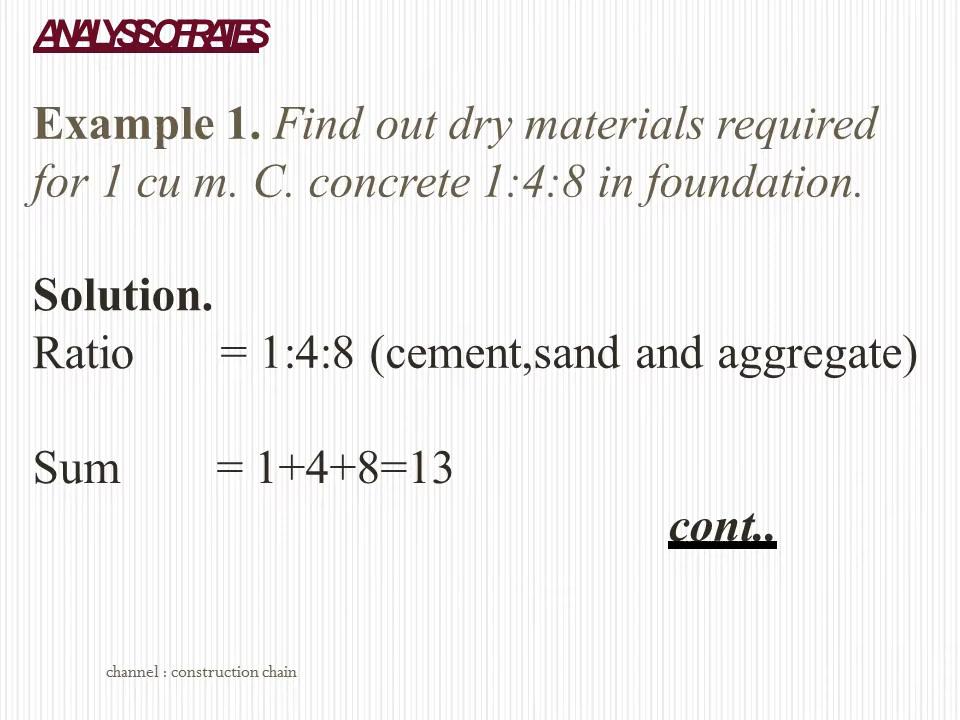 ANALYSIS OF RATES
Example 1. Find out dry materials required
for 1 cu m. C. concrete 1:4:8 in foundation.
Solution.
Ratio = 1:4:8 (cement,sand and aggregate)
Sum = 1+4+8=13
cont..
channel : construction chain